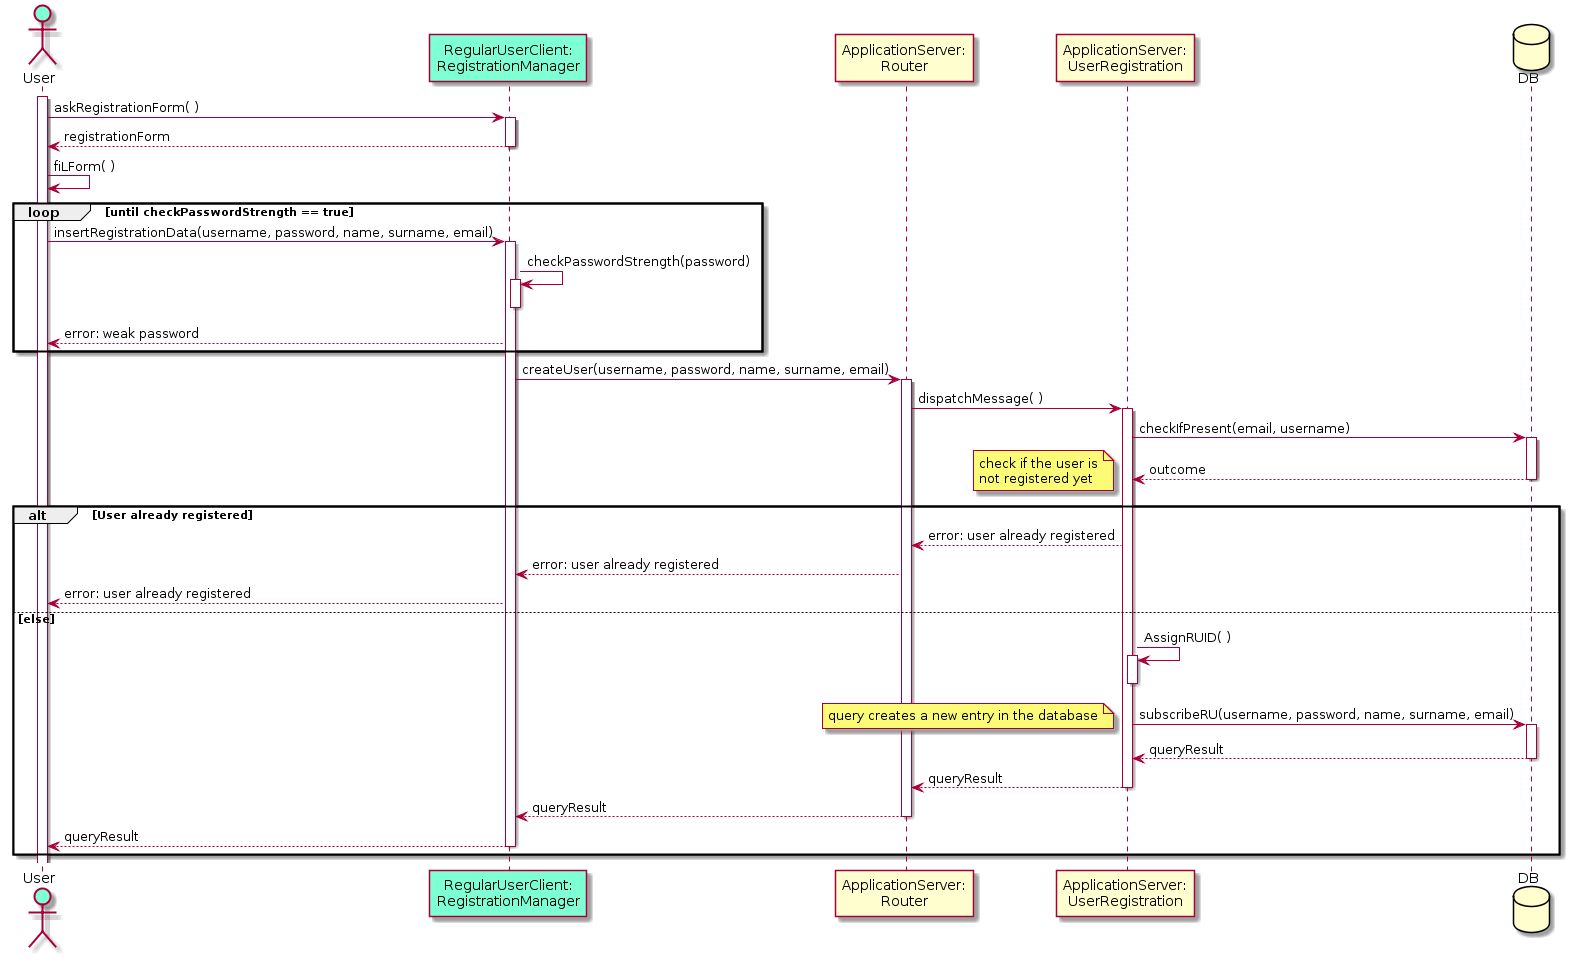 User
RegularUserClient:
RegistrationManager
ApplicationServer:
Router
ApplicationServer:
UserRegistration
DB
askRegistrationForm( )
registrationForm
fiLForm( )
loop [until checkPasswordStrength == true]
insertRegistrationData(username, password, name, surname, email)
checkPasswordStrength(password)
error: weak password
createUser(username, password, name, surname, email)
dispatchMessage( )
checkIfPresent(email, username)
check if the user is
not registered yet
outcome
alt [User already registered]
error: user already registered
error: user already registered
error: user already registered
[else]
AssignRUID( )
query creates a new entry in the database
subscribeRU(username, password, name, surname, email)
queryResult
queryResult
queryResult
queryResult
User
RegularUserClient:
RegistrationManager
ApplicationServer:
Router
ApplicationServer:
UserRegistration
DB